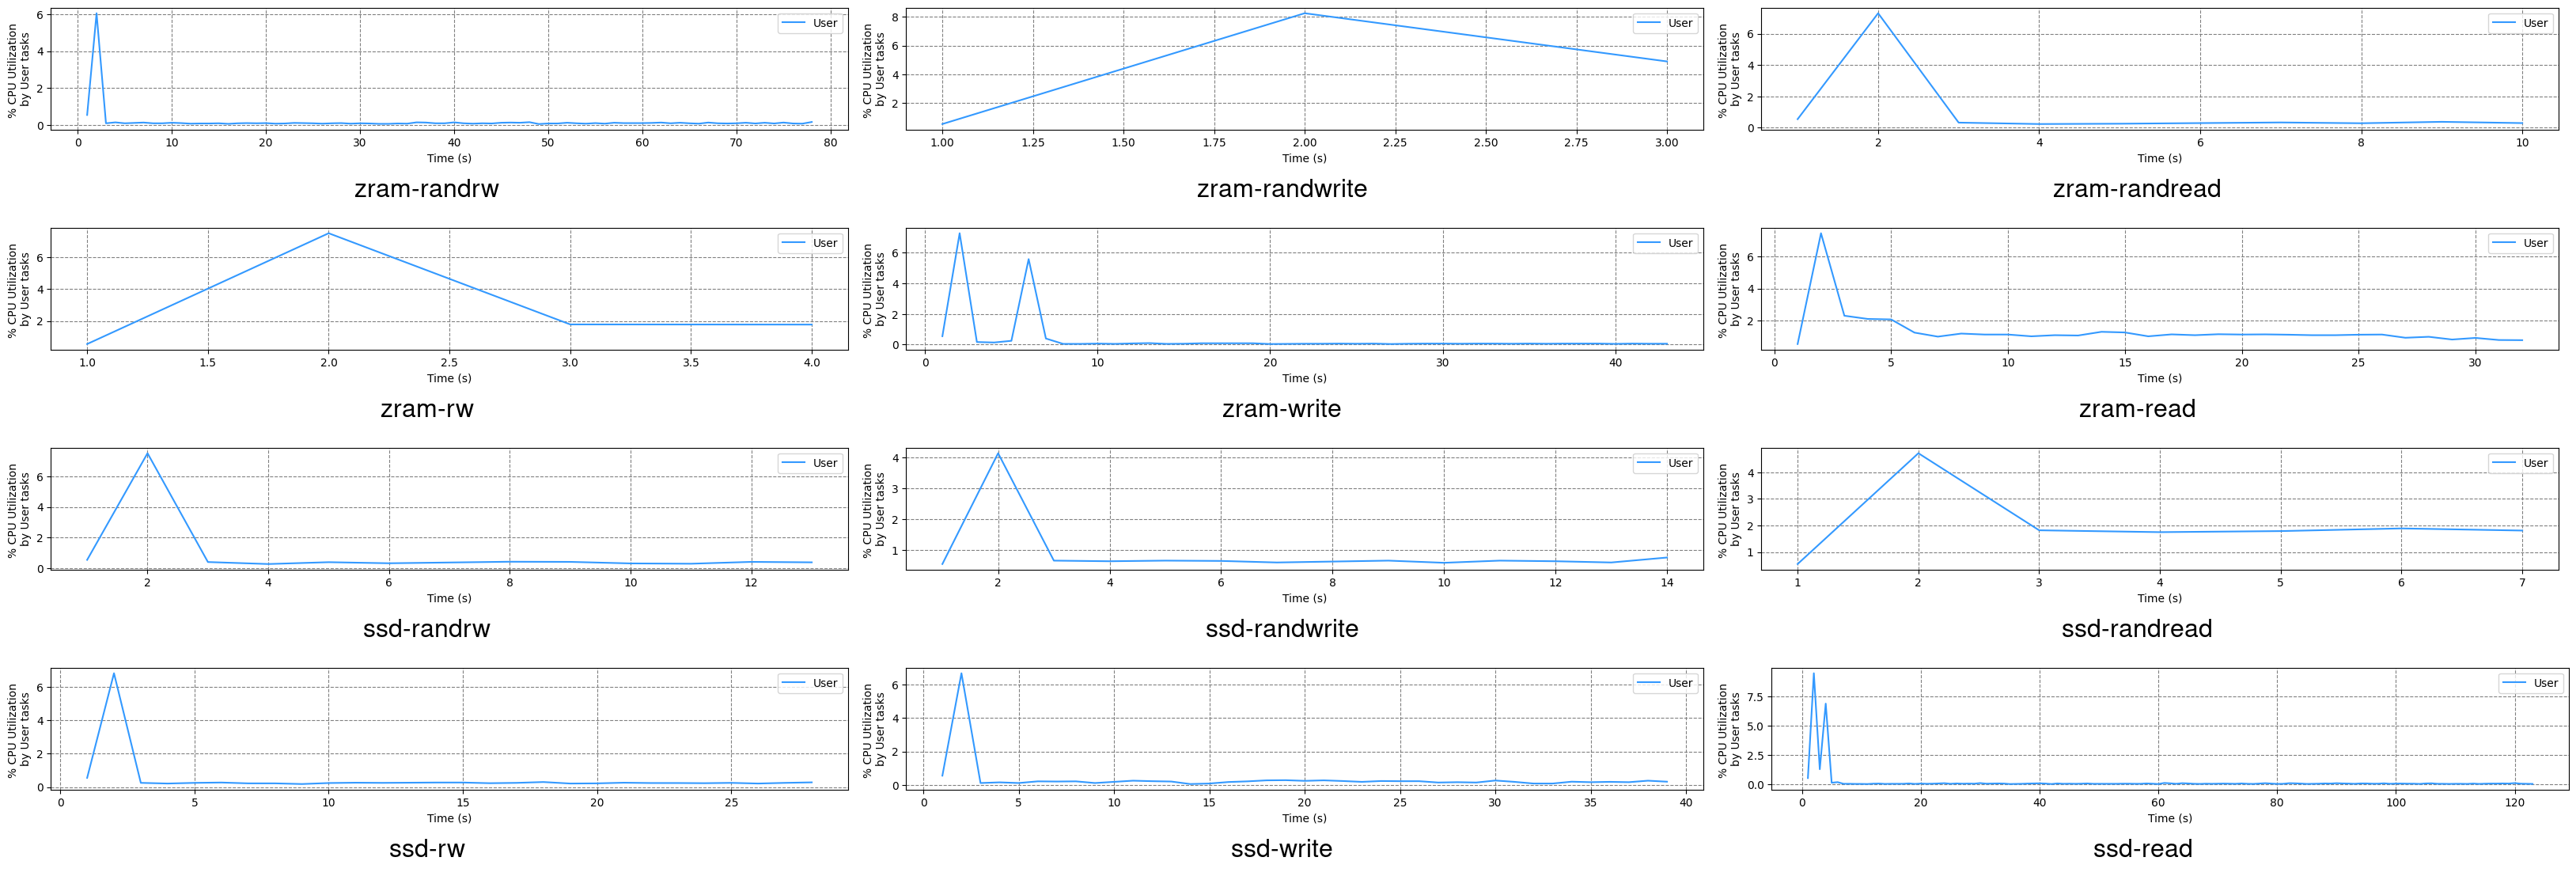 % CPU Utilization
by User tasks
6
4
2
0
User
0 10 20 30 40 50 60 70 80
Time (s)
zram-randrw
% CPU Utilization
by User tasks
8
6
4
2
User
1.00 1.25 1.50 1.75 2.00 2.25 2.50 2.75 3.00
Time (s)
zram-randwrite
% CPU Utilization
by User tasks
6
4
2
0
User
2 4 6 8 10
Time (s)
zram-randread
% CPU Utilization
by User tasks
6
4
2
User
1.0 1.5 2.0 2.5 3.0 3.5 4.0
Time (s)
zram-rw
% CPU Utilization
by User tasks
6
4
2
0
User
0 10 20 30 40
Time (s)
zram-write
% CPU Utilization
by User tasks
6
4
2
User
0 5 10 15 20 25 30
Time (s)
zram-read
% CPU Utilization
by User tasks
6
4
2
0
User
2 4 6 8 10 12
Time (s)
ssd-randrw
% CPU Utilization
by User tasks
4
3
2
1
User
2 4 6 8 10 12 14
Time (s)
ssd-randwrite
% CPU Utilization
by User tasks
4
3
2
1
User
1 2 3 4 5 6 7
Time (s)
ssd-randread
% CPU Utilization
by User tasks
6
4
2
0
User
0 5 10 15 20 25
Time (s)
ssd-rw
% CPU Utilization
by User tasks
6
4
2
0
User
0 5 10 15 20 25 30 35 40
Time (s)
ssd-write
% CPU Utilization
by User tasks
7.5
5.0
2.5
0.0
User
0 20 40 60 80 100 120
Time (s)
ssd-read